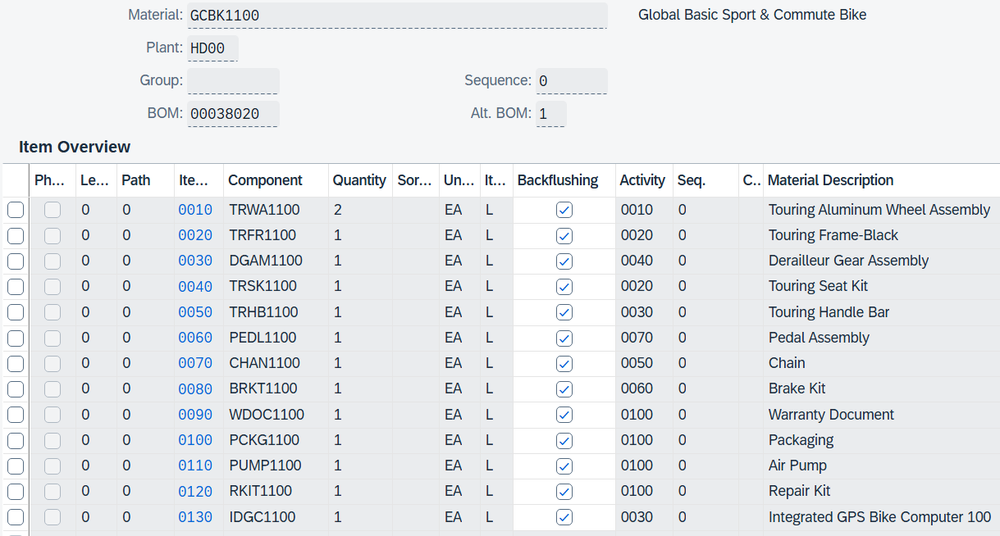 Material: GCBK1100 Global Basic Sport & Commute Bike
Plant: HD00
Group: Sequence: 0
BOM: 00038020 Alt. BOM: 1
Item Overview
Ph... Le... Path Ite... Component Quantity Sor... Un... It... Backflushing Activity Seq. C.. Material Description
0 0 0010 TRWA1100 2 EA L 0010 0 Touring Aluminum Wheel Assembly
0 0 0020 TRFR1100 1 EA L 0020 0 Touring Frame-Black
0 0 0030 DGAM1100 1 EA L 0040 0 Derailleur Gear Assembly
0 0 0040 TRSK1100 1 EA L 0020 0 Touring Seat Kit
0 0 0050 TRHB1100 1 EA L 0030 0 Touring Handle Bar
0 0 0060 PEDL1100 1 EA L 0070 0 Pedal Assembly
0 0 0070 CHAN1100 1 EA L 0050 0 Chain
0 0 0080 BRKT1100 1 EA L 0060 0 Brake Kit
0 0 0090 WDOC1100 1 EA L 0100 0 Warranty Document
0 0 0100 PCKG1100 1 EA L 0100 0 Packaging
0 0 0110 PUMP1100 1 EA L 0100 0 Air Pump
0 0 0120 RKIT1100 1 EA L 0100 0 Repair Kit
0 0 0130 IDGC1100 1 EA L 0030 0 Integrated GPS Bike Computer 100